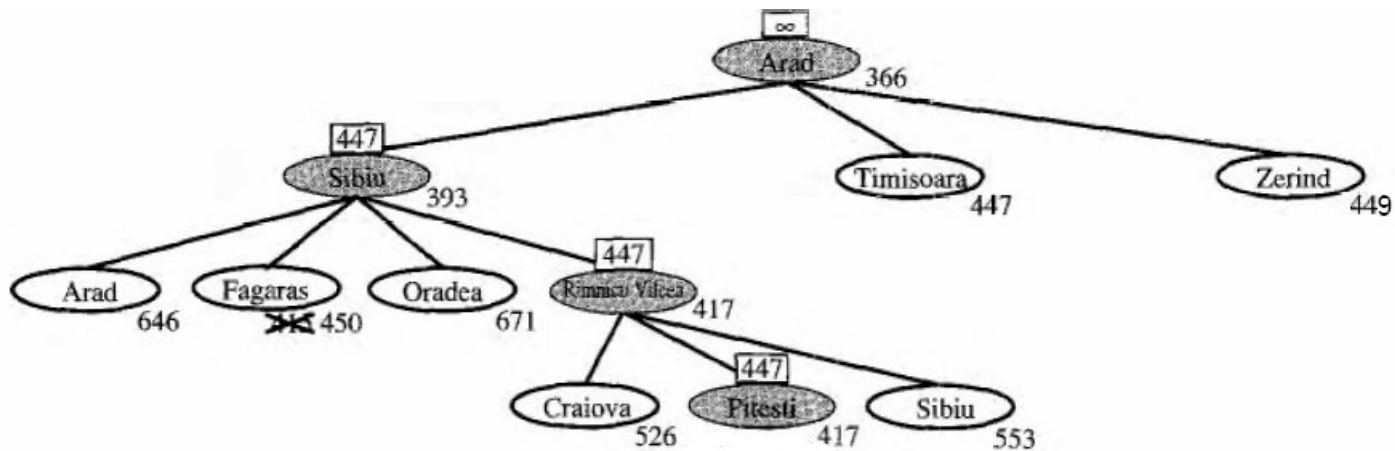 ∞
Arad
366
447
Sibiu
393
Timisoara
447
Zerind
449
Arad
646
Fagaras
450
Oradea
671
447
Rimnicu Vilcea
417
Craiova
526
447
Pitesti
417
Sibiu
553